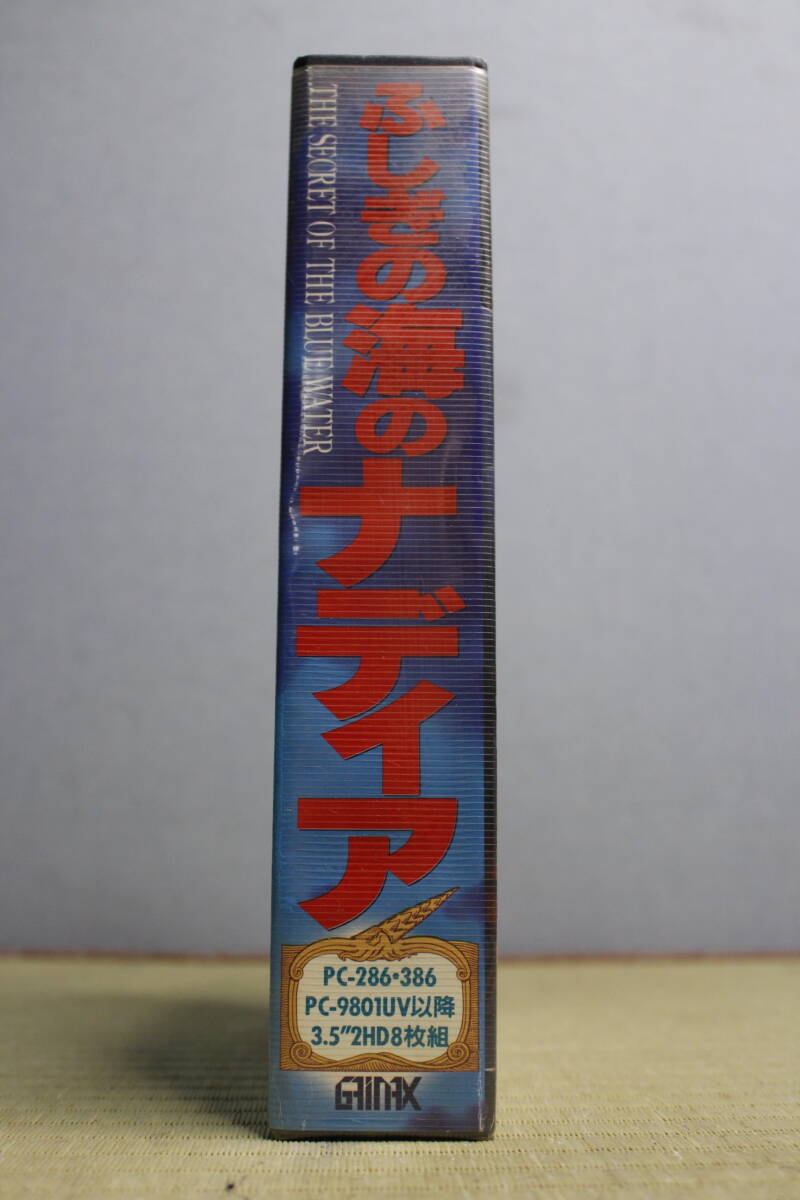 ふしぎの海のナディア
THE SECRET OF THE BLUE WATER
PC-286・386
PC-9801UV以降
3.5"2HD8枚組
GAINAX